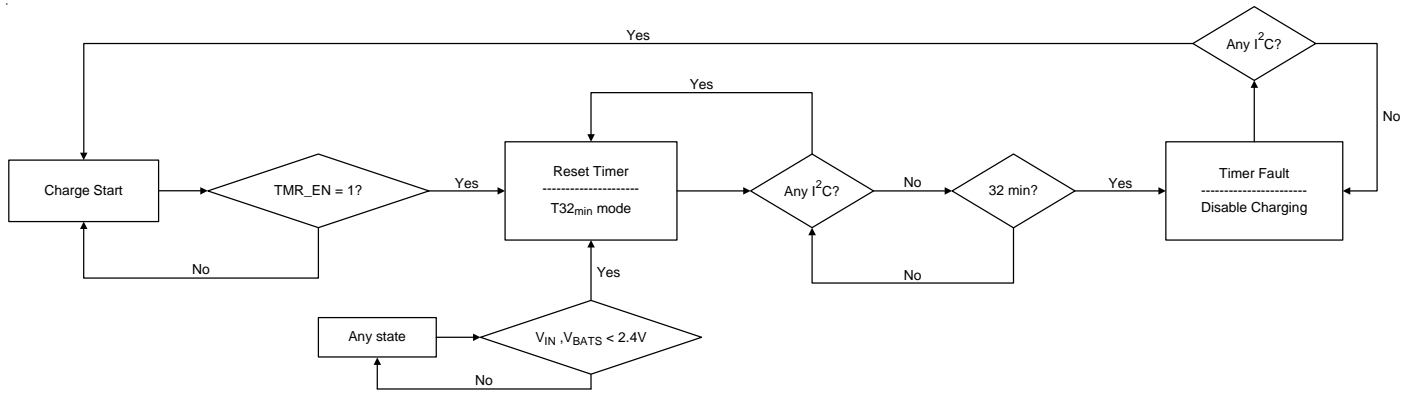 Any I²C?
Yes
No
Yes
Charge Start
TMR_EN = 1?
Yes
Reset Timer
----------------------
T32min mode
Any I²C?
No
32 min?
Yes
Timer Fault
------------------------
Disable Charging
No
No
Yes
Any state
VIN ,VBATS < 2.4V
No